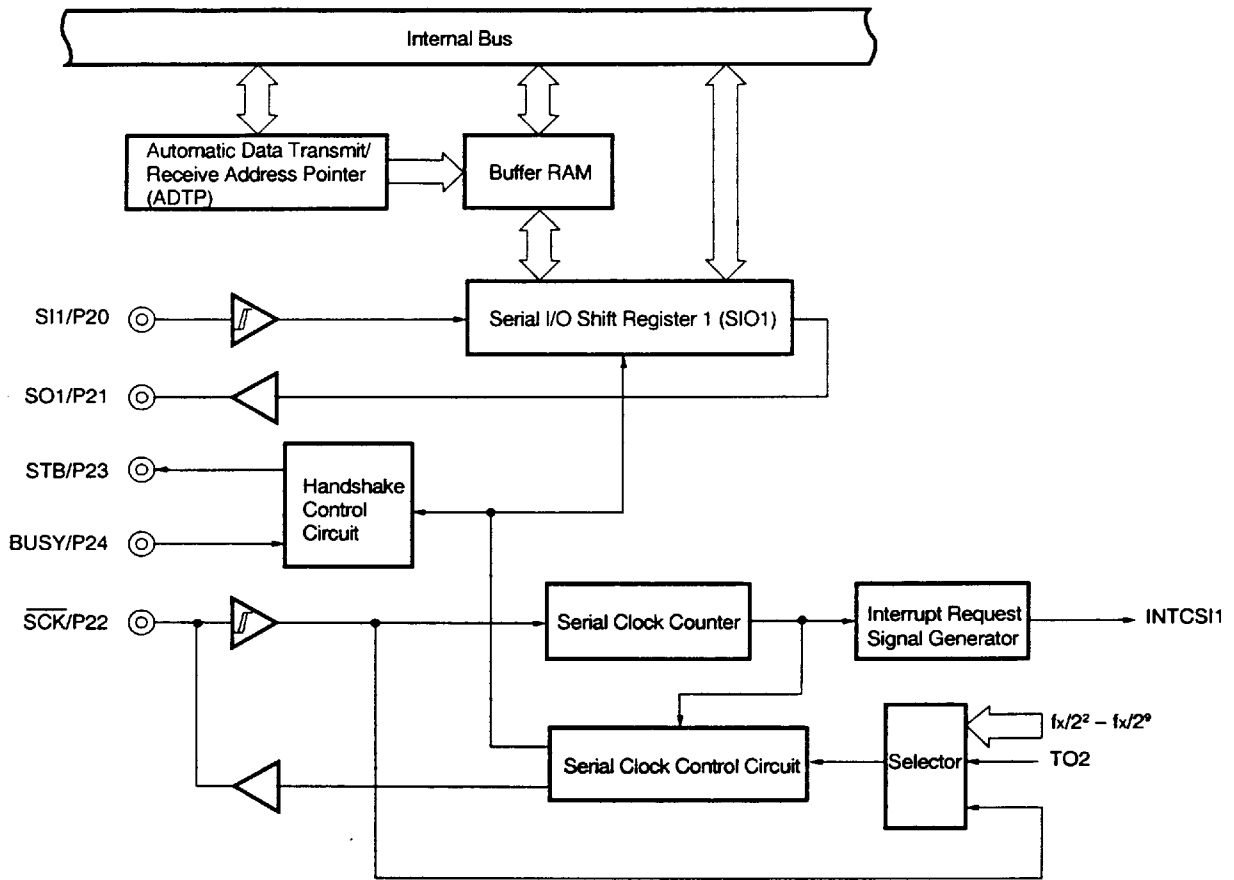 Internal Bus
Automatic Data Transmit/
Receive Address Pointer
(ADTP)
Buffer RAM
SI1/P20
Serial I/O Shift Register 1 (SIO1)
SO1/P21
STB/P23
Handshake
Control
Circuit
BUSY/P24
SCK/P22
Serial Clock Counter
Interrupt Request
Signal Generator
INTCSI1
fx/2² – fx/2⁹
Serial Clock Control Circuit
Selector
TO2